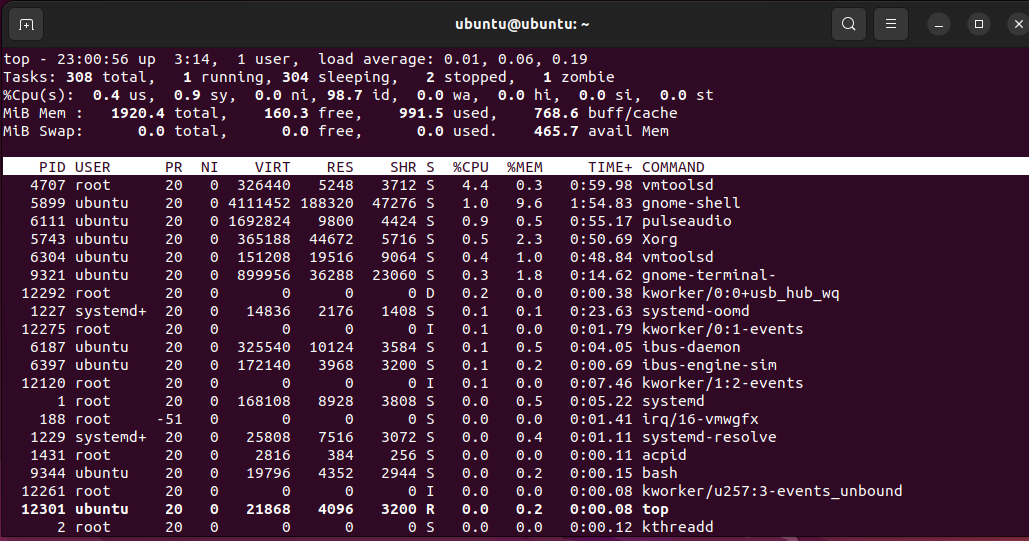 ubuntu@ubuntu: ~
top - 23:00:56 up  3:14,  1 user,  load average: 0.01, 0.06, 0.19
Tasks: 308 total,   1 running, 304 sleeping,   2 stopped,   1 zombie
%Cpu(s):  0.4 us,  0.9 sy,  0.0 ni, 98.7 id,  0.0 wa,  0.0 hi,  0.0 si,  0.0 st
MiB Mem :   1920.4 total,    160.3 free,    991.5 used,    768.6 buff/cache
MiB Swap:      0.0 total,      0.0 free,      0.0 used.    465.7 avail Mem
    PID USER      PR  NI    VIRT    RES    SHR S  %CPU  %MEM     TIME+ COMMAND
   4707 root      20   0  326440   5248   3712 S   4.4   0.3   0:59.98 vmtoolsd
   5899 ubuntu    20   0 4111452 188320  47276 S   1.0   9.6   1:54.83 gnome-shell
   6111 ubuntu    20   0 1692824   9800   4424 S   0.9   0.5   0:55.17 pulseaudio
   5743 ubuntu    20   0  365188  44672   5716 S   0.5   2.3   0:50.69 Xorg
   6304 ubuntu    20   0  151208  19516   9064 S   0.4   1.0   0:48.84 vmtoolsd
   9321 ubuntu    20   0  899956  36288  23060 S   0.3   1.8   0:14.62 gnome-terminal-
  12292 root      20   0       0      0      0 D   0.2   0.0   0:00.38 kworker/0:0+usb_hub_wq
   1227 systemd+  20   0   14836   2176   1408 S   0.1   0.1   0:23.63 systemd-oomd
  12275 root      20   0       0      0      0 I   0.1   0.0   0:01.79 kworker/0:1-events
   6187 ubuntu    20   0  325540  10124   3584 S   0.1   0.5   0:04.05 ibus-daemon
   6397 ubuntu    20   0  172140   3968   3200 S   0.1   0.2   0:00.69 ibus-engine-sim
  12120 root      20   0       0      0      0 I   0.1   0.0   0:07.46 kworker/1:2-events
      1 root      20   0  168108   8928   3808 S   0.0   0.5   0:05.22 systemd
    188 root     -51   0       0      0      0 S   0.0   0.0   0:01.41 irq/16-vmwgfx
   1229 systemd+  20   0   25808   7516   3072 S   0.0   0.4   0:01.11 systemd-resolve
   1431 root      20   0    2816    384    256 S   0.0   0.0   0:00.11 acpid
   9344 ubuntu    20   0   19796   4352   2944 S   0.0   0.2   0:00.15 bash
  12261 root      20   0       0      0      0 I   0.0   0.0   0:00.08 kworker/u257:3-events_unbound
  12301 ubuntu    20   0   21868   4096   3200 R   0.0   0.2   0:00.08 top
      2 root      20   0       0      0      0 S   0.0   0.0   0:00.12 kthreadd